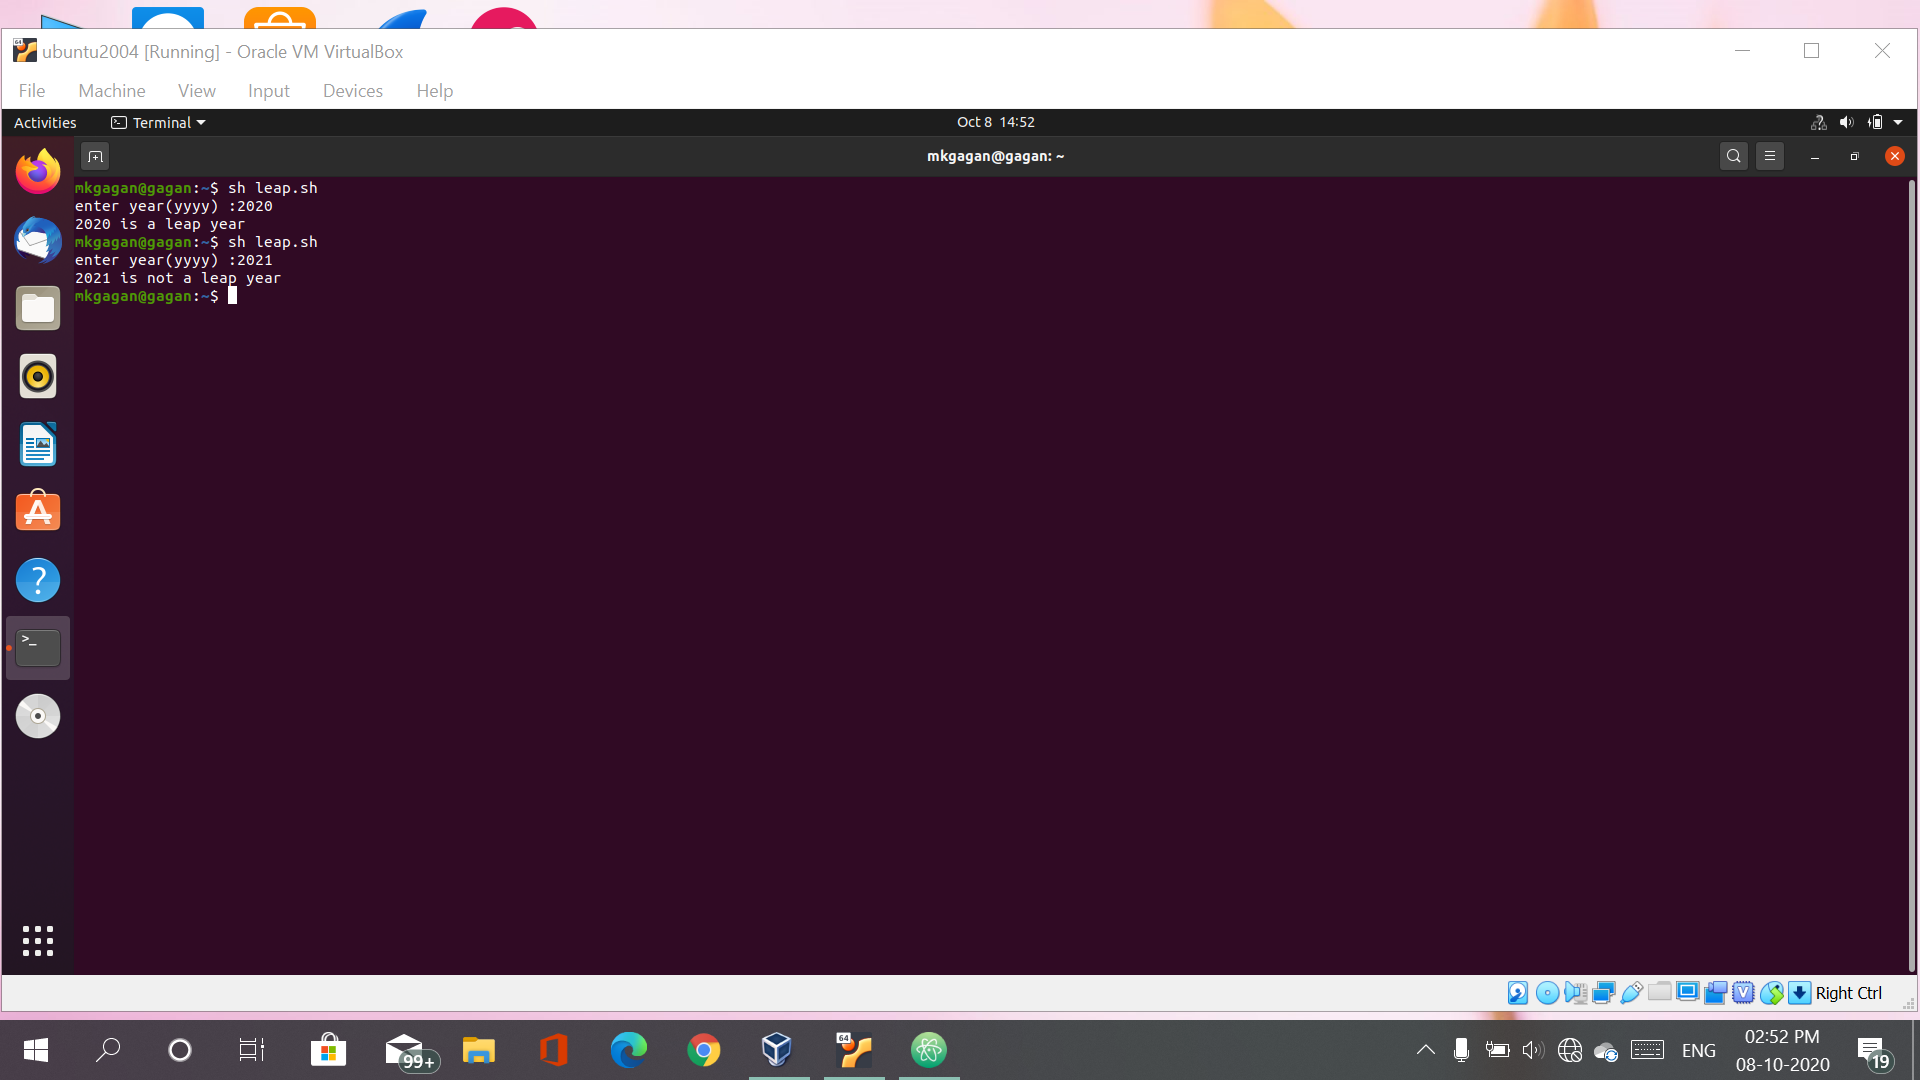 64
ubuntu2004 [Running] - Oracle VM VirtualBox
File Machine View Input Devices Help
Activities Terminal Oct 8 14:52
mkgagan@gagan: ~
mkgagan@gagan:~$ sh leap.sh
enter year(yyyy) :2020
2020 is a leap year
mkgagan@gagan:~$ sh leap.sh
enter year(yyyy) :2021
2021 is not a leap year
mkgagan@gagan:~$
>_
Right Ctrl
99+
64
ENG
02:52 PM
08-10-2020
19